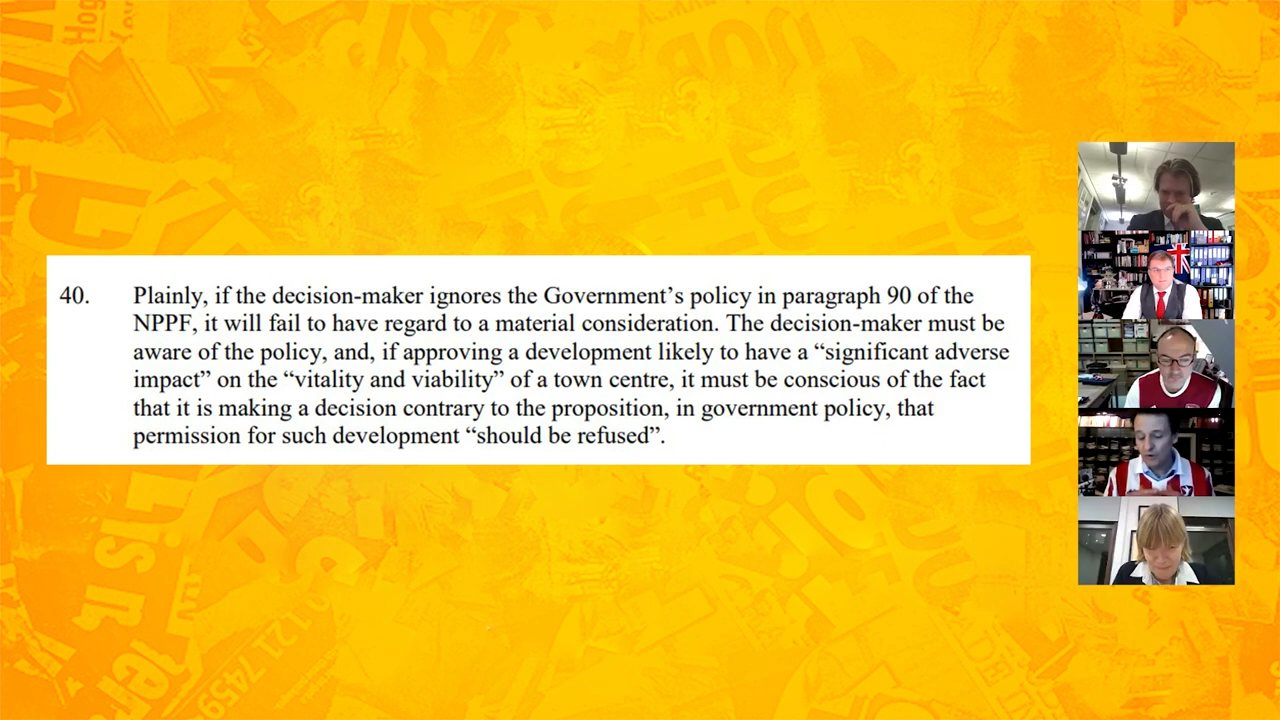 40. Plainly, if the decision-maker ignores the Government’s policy in paragraph 90 of the
NPPF, it will fail to have regard to a material consideration. The decision-maker must be
aware of the policy, and, if approving a development likely to have a “significant adverse
impact” on the “vitality and viability” of a town centre, it must be conscious of the fact
that it is making a decision contrary to the proposition, in government policy, that
permission for such development “should be refused”.